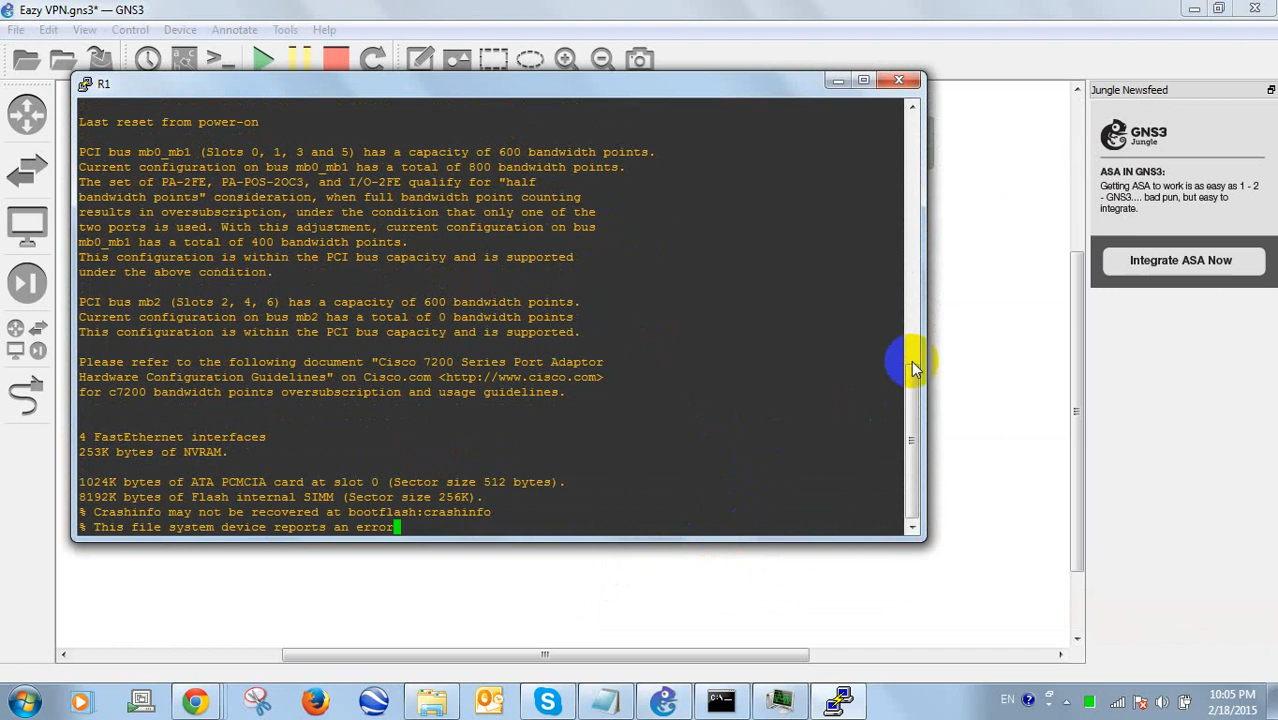 Eazy VPN.gns3* — GNS3
File Edit View Control Device Annotate Tools Help
R1
Last reset from power-on
PCI bus mb0_mb1 (Slots 0, 1, 3 and 5) has a capacity of 600 bandwidth points.
Current configuration on bus mb0_mb1 has a total of 800 bandwidth points.
The set of PA-2FE, PA-POS-2OC3, and I/O-2FE qualify for "half
bandwidth points" consideration, when full bandwidth point counting
results in oversubscription, under the condition that only one of the
two ports is used. With this adjustment, current configuration on bus
mb0_mb1 has a total of 400 bandwidth points.
This configuration is within the PCI bus capacity and is supported
under the above condition.
PCI bus mb2 (Slots 2, 4, 6) has a capacity of 600 bandwidth points.
Current configuration on bus mb2 has a total of 0 bandwidth points
This configuration is within the PCI bus capacity and is supported.
Please refer to the following document "Cisco 7200 Series Port Adaptor
Hardware Configuration Guidelines" on Cisco.com <http://www.cisco.com>
for c7200 bandwidth points oversubscription and usage guidelines.
4 FastEthernet interfaces
253K bytes of NVRAM.
1024K bytes of ATA PCMCIA card at slot 0 (Sector size 512 bytes).
8192K bytes of Flash internal SIMM (Sector size 256K).
% Crashinfo may not be recovered at bootflash:crashinfo
% This file system device reports an error
Jungle Newsfeed
GNS3
Jungle
ASA IN GNS3:
Getting ASA to work is as easy as 1 - 2
- GNS3.... bad pun, but easy to
integrate.
Integrate ASA Now
EN
10:05 PM
2/18/2015